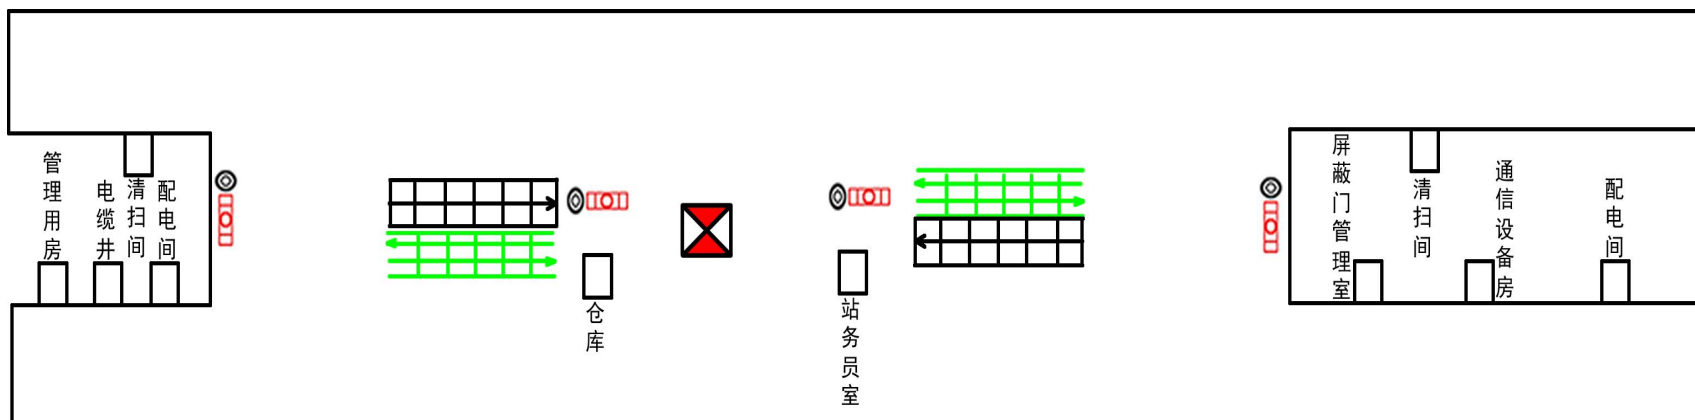 管理用房
电缆井
清扫间
配电间
仓库
站务员室
屏蔽门管理室
清扫间
通信设备房
配电间